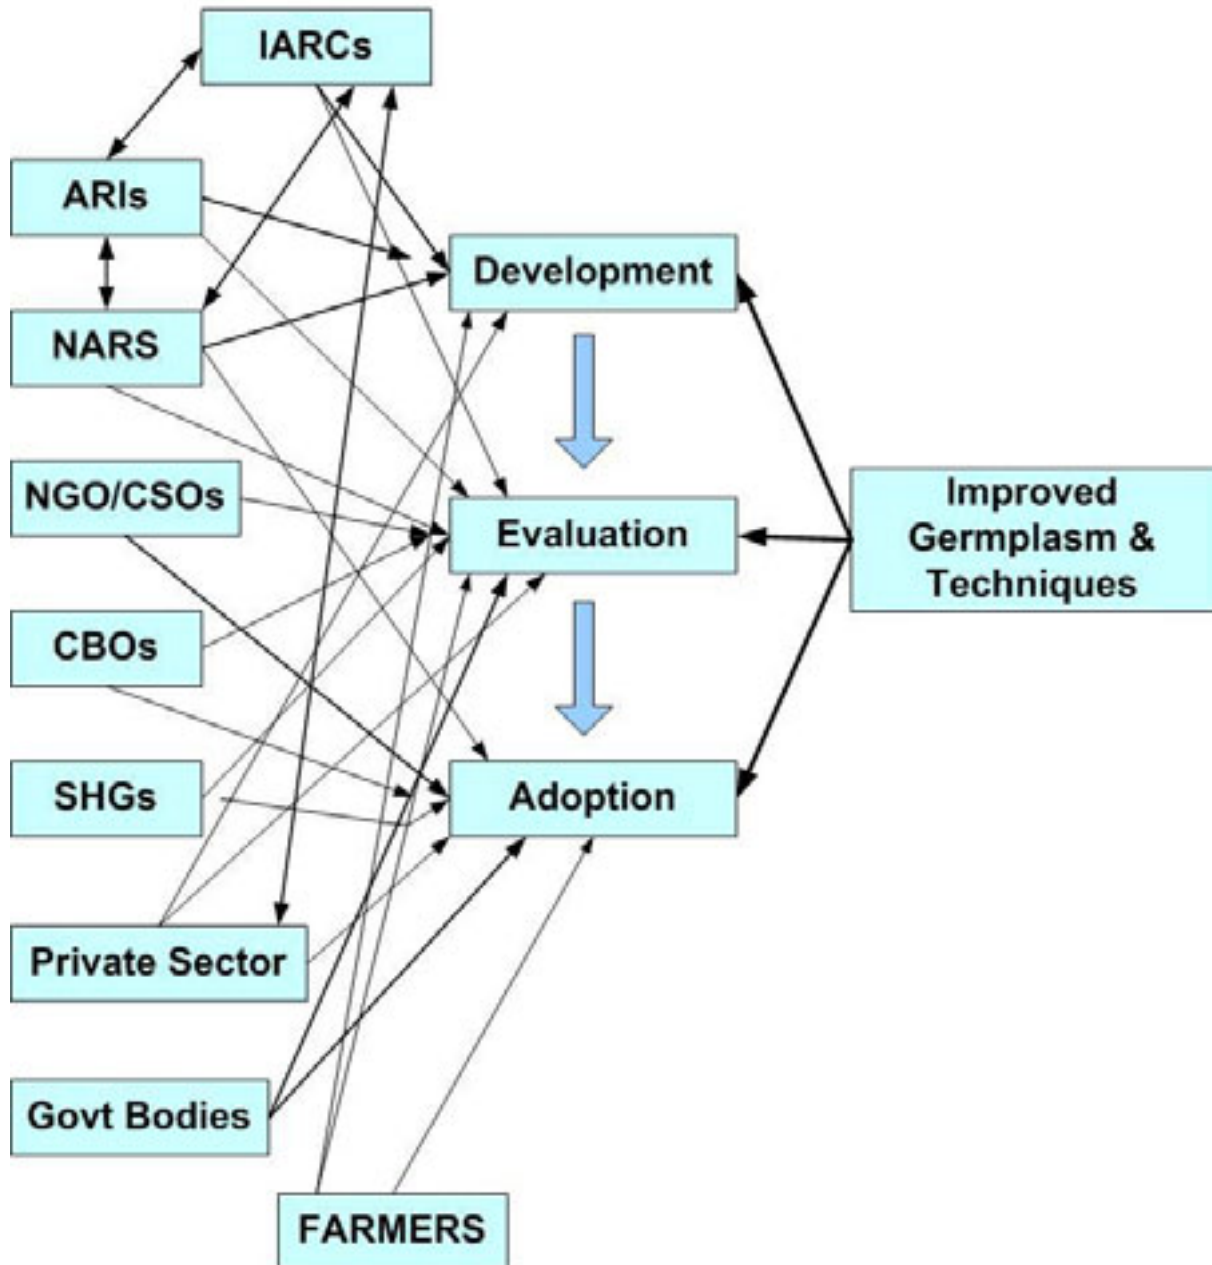 IARCs
ARIs
Development
NARS
NGO/CSOs
Evaluation
Improved
Germplasm &
Techniques
CBOs
SHGs
Adoption
Private Sector
Govt Bodies
FARMERS